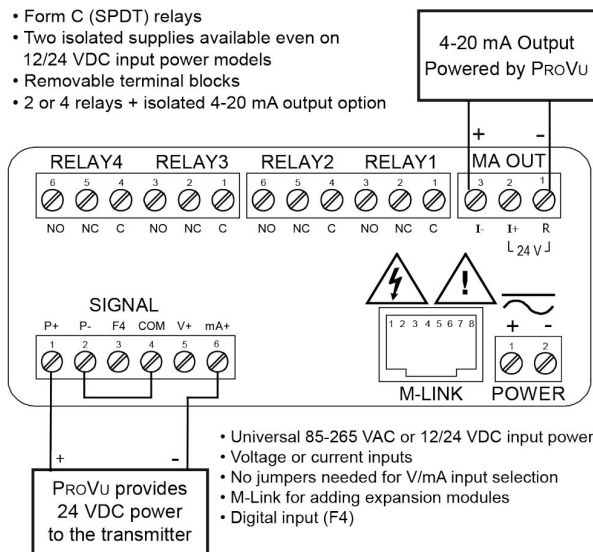 • Form C (SPDT) relays
• Two isolated supplies available even on
12/24 VDC input power models
• Removable terminal blocks
• 2 or 4 relays + isolated 4-20 mA output option
4-20 mA Output
Powered by PROVU
+ -
RELAY4 RELAY3 RELAY2 RELAY1 MA OUT
6 5 4 3 2 1 6 5 4 3 2 1 3 2 1
NO NC C NO NC C NO NC C NO NC C I- I+ R
24 V
!
SIGNAL
P+ P- F4 COM V+ mA+
1 2 3 4 5 6
1 2 3 4 5 6 7 8
+ -
1 2
M-LINK POWER
+ -
PROVU provides
24 VDC power
to the transmitter
• Universal 85-265 VAC or 12/24 VDC input power
• Voltage or current inputs
• No jumpers needed for V/mA input selection
• M-Link for adding expansion modules
• Digital input (F4)